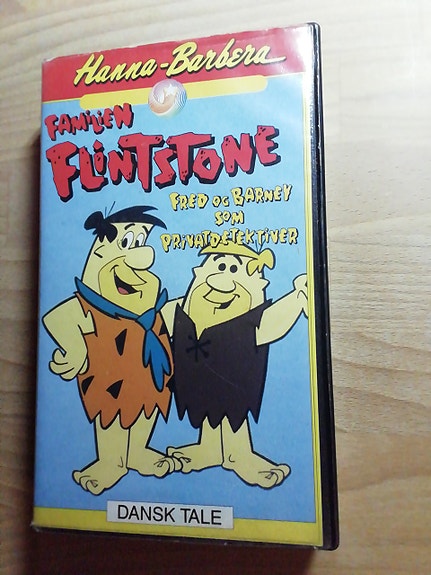 Hanna-Barbera
FAMILIEN
FLINTSTONE
FRED OG BARNEY
SOM
PRIVATDETEKTIVER
DANSK TALE